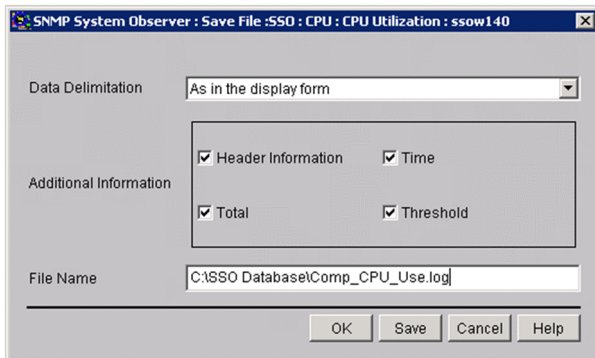 SNMP System Observer : Save File :SSO : CPU : CPU Utilization : ssow140
Data Delimitation
As in the display form
Additional Information
Header Information
Time
Total
Threshold
File Name
C:\SSO Database\Comp_CPU_Use.log
OK
Save
Cancel
Help